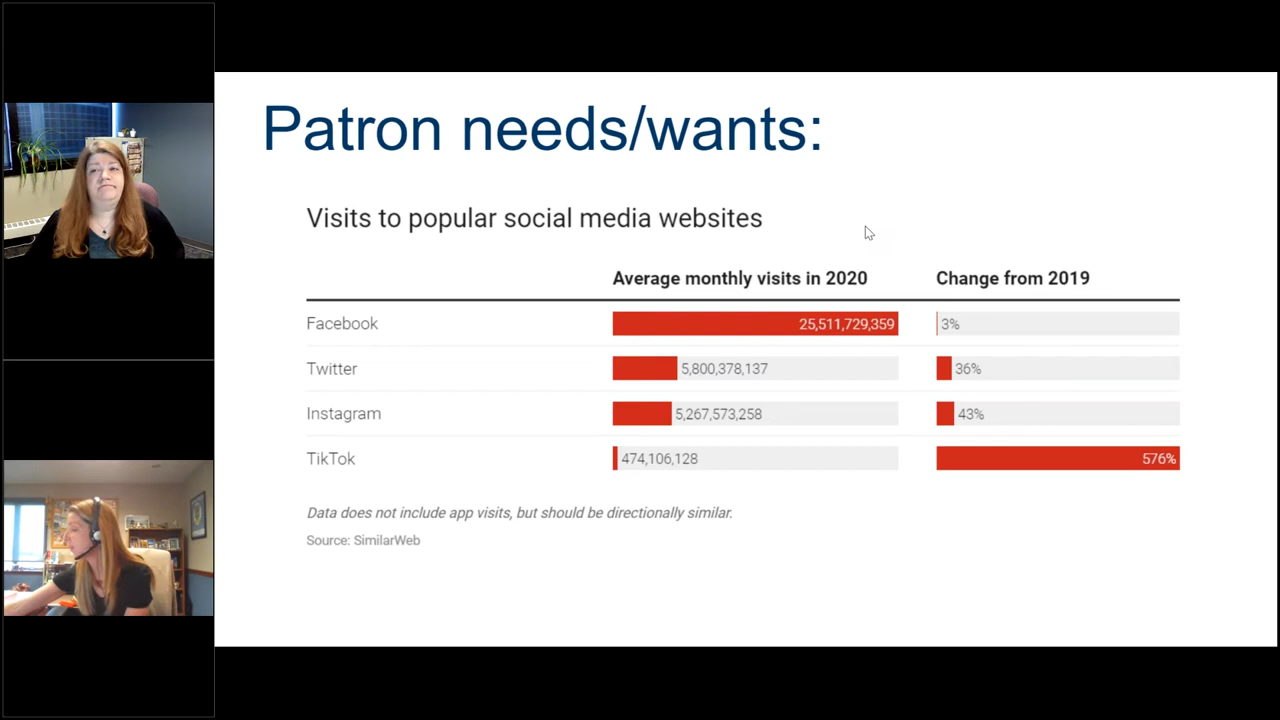 Patron needs/wants:
Visits to popular social media websites
Average monthly visits in 2020 Change from 2019
Facebook 25,511,729,359 3%
Twitter 5,800,378,137 36%
Instagram 5,267,573,258 43%
TikTok 474,106,128 576%
Data does not include app visits, but should be directionally similar.
Source: SimilarWeb